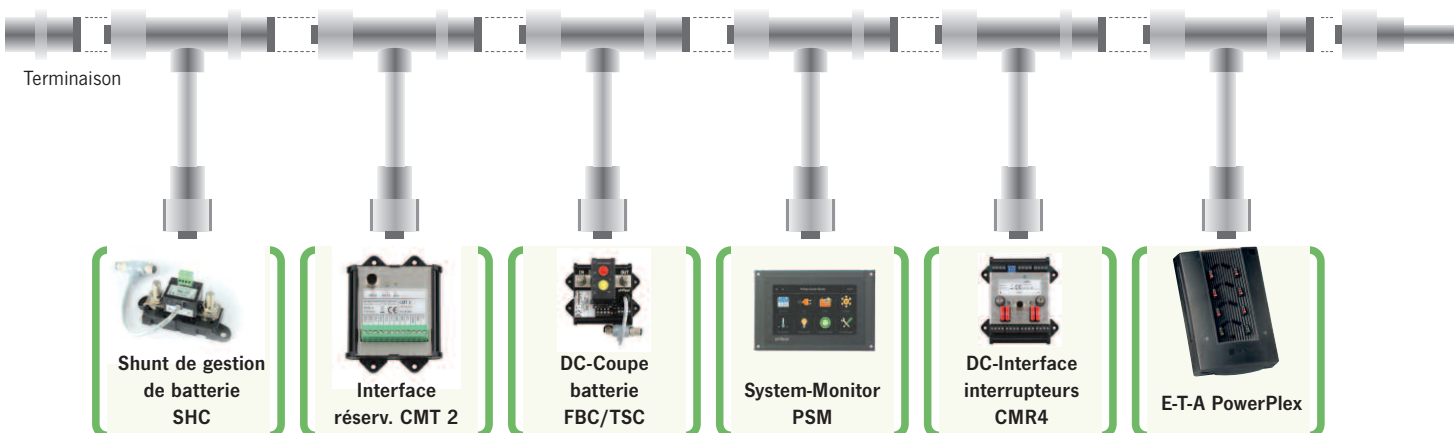 Terminaison
Shunt de gestion
de batterie
SHC
Interface
réserv. CMT 2
DC-Coupe
batterie
FBC/TSC
System-Monitor
PSM
DC-Interface
interrupteurs
CMR4
E-T-A PowerPlex